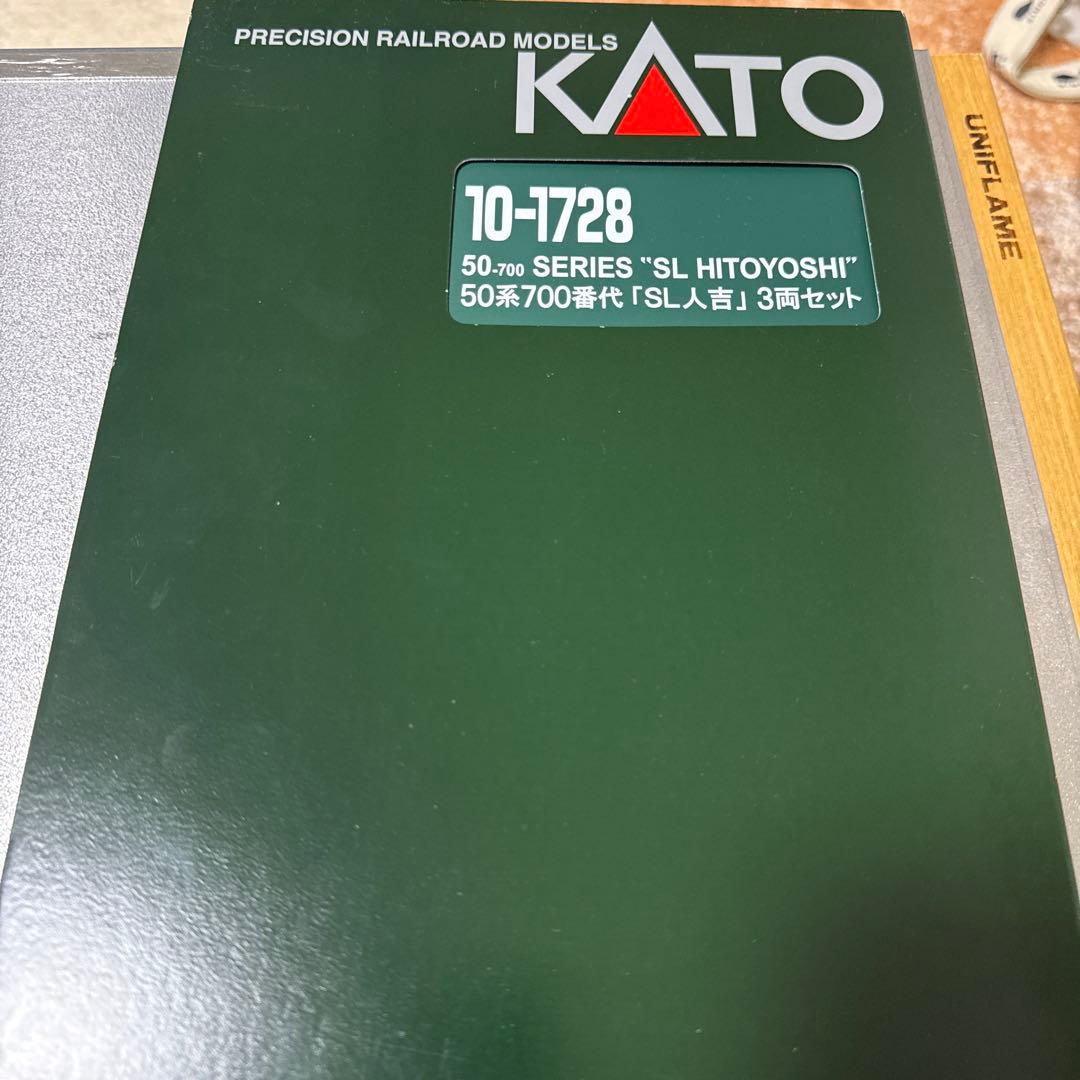 PRECISION RAILROAD MODELS
KATO
10-1728
50-700 SERIES “SL HITOYOSHI”
50系700番代「SL人吉」3両セット
UNIFLAME